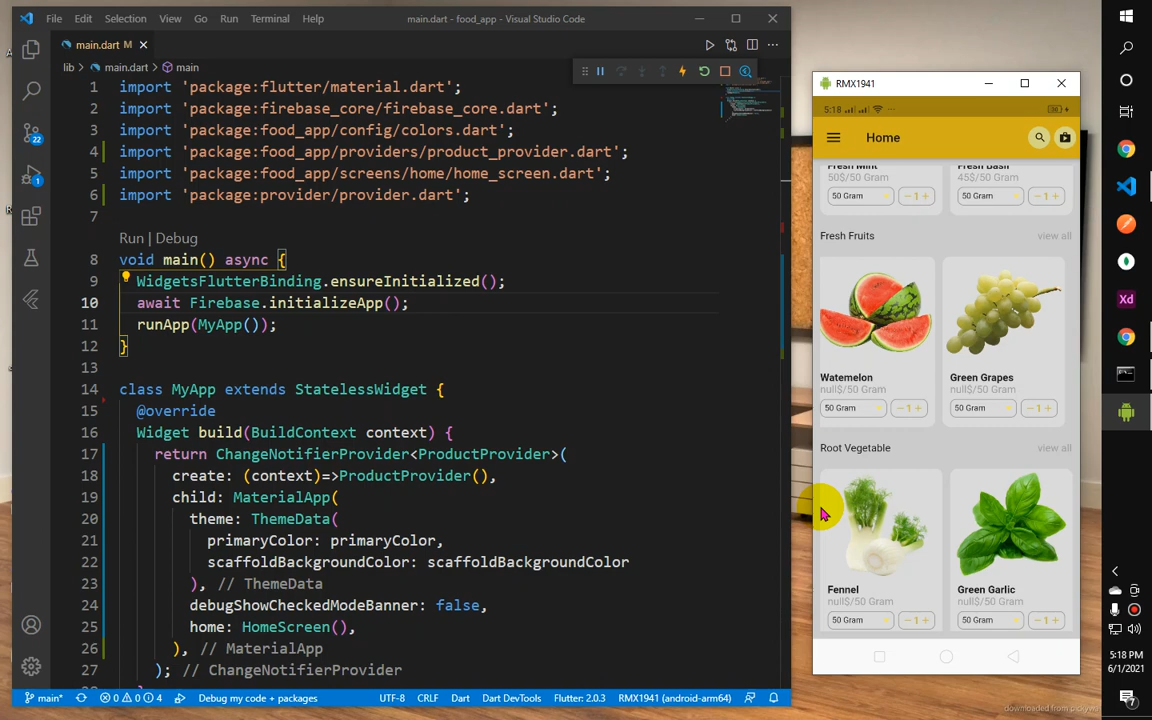 File Edit Selection View Go Run Terminal Help main.dart - food_app - Visual Studio Code
main.dart M
lib > main.dart > main
1 import 'package:flutter/material.dart';
2 import 'package:firebase_core/firebase_core.dart';
3 import 'package:food_app/config/colors.dart';
4 import 'package:food_app/providers/product_provider.dart';
5 import 'package:food_app/screens/home/home_screen.dart';
6 import 'package:provider/provider.dart';
7
Run | Debug
8 void main() async {
9 WidgetsFlutterBinding.ensureInitialized();
10 await Firebase.initializeApp();
11 runApp(MyApp());
12 }
13
14 class MyApp extends StatelessWidget {
15 @override
16 Widget build(BuildContext context) {
17 return ChangeNotifierProvider<ProductProvider>(
18 create: (context)=>ProductProvider(),
19 child: MaterialApp(
20 theme: ThemeData(
21 primaryColor: primaryColor,
22 scaffoldBackgroundColor: scaffoldBackgroundColor
23 ), // ThemeData
24 debugShowCheckedModeBanner: false,
25 home: HomeScreen(),
26 ), // MaterialApp
27 ); // ChangeNotifierProvider
22
1
main* 0 0 4 Debug my code + packages UTF-8 CRLF Dart Dart DevTools Flutter: 2.0.3 RMX1941 (android-arm64)
RMX1941
5:18
Home
Fresh Mint Fresh Basil
50$/50 Gram 45$/50 Gram
50 Gram 1 50 Gram 1
Fresh Fruits view all
Watemelon Green Grapes
null$/50 Gram null$/50 Gram
50 Gram 1 50 Gram 1
Root Vegetable view all
Fennel Green Garlic
null$/50 Gram null$/50 Gram
50 Gram 1 50 Gram 1
Xd
5:18 PM
6/1/2021
7